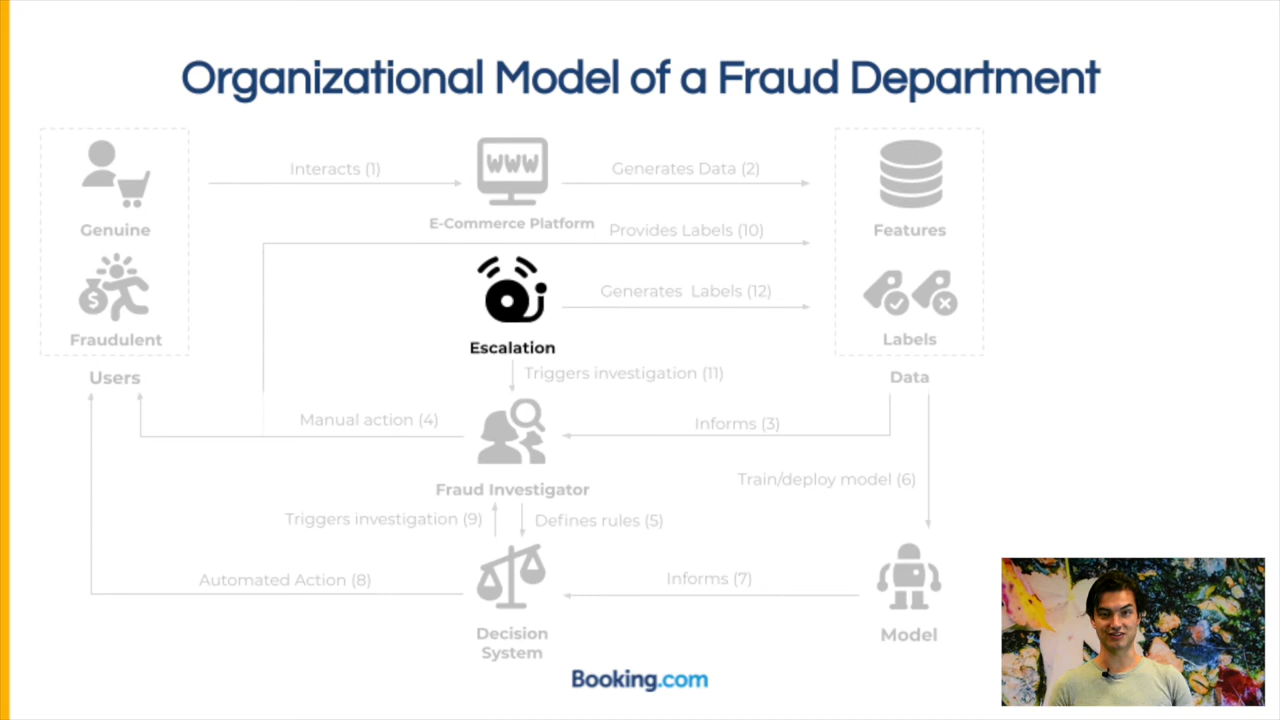 Organizational Model of a Fraud Department
Interacts (1)
WWW
Generates Data (2)
Genuine
E-Commerce Platform
Provides Labels (10)
Features
$
Generates Labels (12)
Fraudulent
Escalation
Labels
Users
Triggers investigation (11)
Data
Manual action (4)
Informs (3)
Train/deploy model (6)
Fraud Investigator
Triggers investigation (9)
Defines rules (5)
Automated Action (8)
Informs (7)
Decision
System
Model
Booking.com